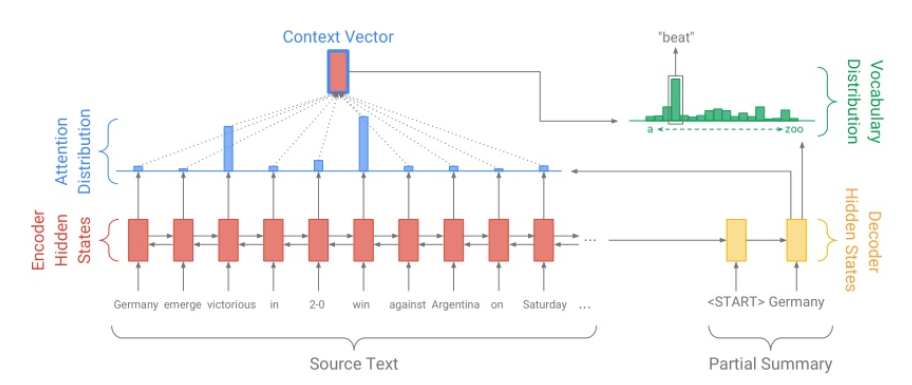 Context Vector
"beat"
a
zoo
Vocabulary
Distribution
Attention
Distribution
Encoder
Hidden
States
Decoder
Hidden States
Germany emerge victorious in 2-0 win against Argentina on Saturday ...
...
<START> Germany
Source Text
Partial Summary